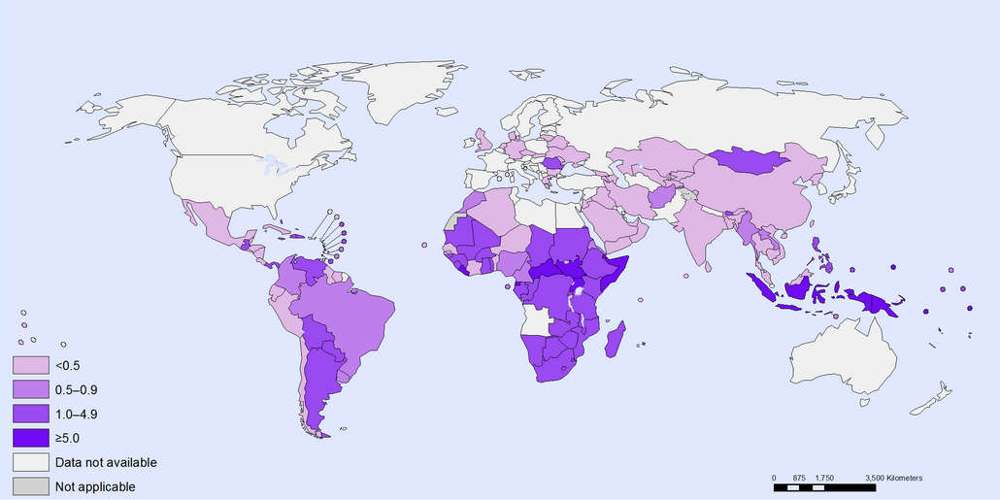 <0.5
0.5–0.9
1.0–4.9
≥5.0
Data not available
Not applicable
0 875 1,750 3,500 Kilometers